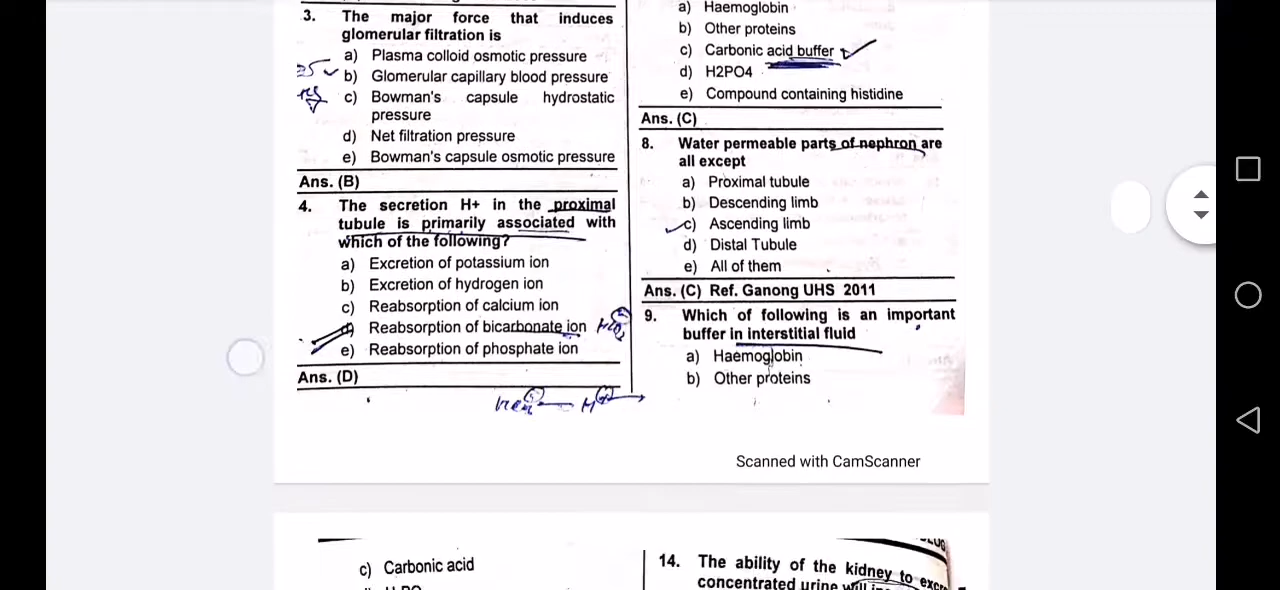 3. The major force that induces
glomerular filtration is
a) Plasma colloid osmotic pressure
25 b) Glomerular capillary blood pressure
c) Bowman's capsule hydrostatic
pressure
d) Net filtration pressure
e) Bowman's capsule osmotic pressure
Ans. (B)
4. The secretion H+ in the proximal
tubule is primarily associated with
which of the following?
a) Excretion of potassium ion
b) Excretion of hydrogen ion
c) Reabsorption of calcium ion
Reabsorption of bicarbonate ion
e) Reabsorption of phosphate ion
Ans. (D)
a) Haemoglobin
b) Other proteins
c) Carbonic acid buffer
d) H2PO4
e) Compound containing histidine
Ans. (C)
8. Water permeable parts of nephron are
all except
a) Proximal tubule
b) Descending limb
c) Ascending limb
d) Distal Tubule
e) All of them
Ans. (C) Ref. Ganong UHS 2011
9. Which of following is an important
buffer in interstitial fluid
a) Haemoglobin
b) Other proteins
Scanned with CamScanner
c) Carbonic acid
14. The ability of the kidney to
concentrated urine